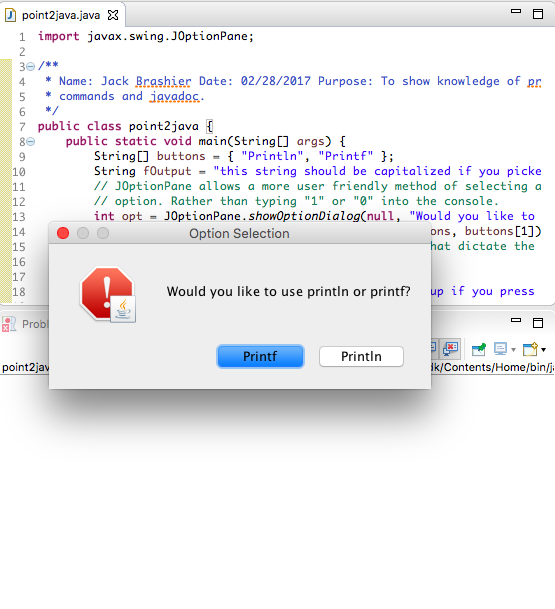 point2java.java
1 import javax.swing.JOptionPane;
2
3 /**
4 * Name: Jack Brashier Date: 02/28/2017 Purpose: To show knowledge of pr
5 * commands and javadoc.
6 */
7 public class point2java {
8 public static void main(String[] args) {
9 String[] buttons = { "Println", "Printf" };
10 String fOutput = "this string should be capitalized if you picke
11 // JOptionPane allows a more user friendly method of selecting a
12 // option. Rather than typing "1" or "0" into the console.
13 int opt = JOptionPane.showOptionDialog(null, "Would you like to
14 ons, buttons[1])
15 hat dictate the
16
17
18 up if you press
Option Selection
Would you like to use println or printf?
Printf Println
Probl
point2jav dk/Contents/Home/bin/ja